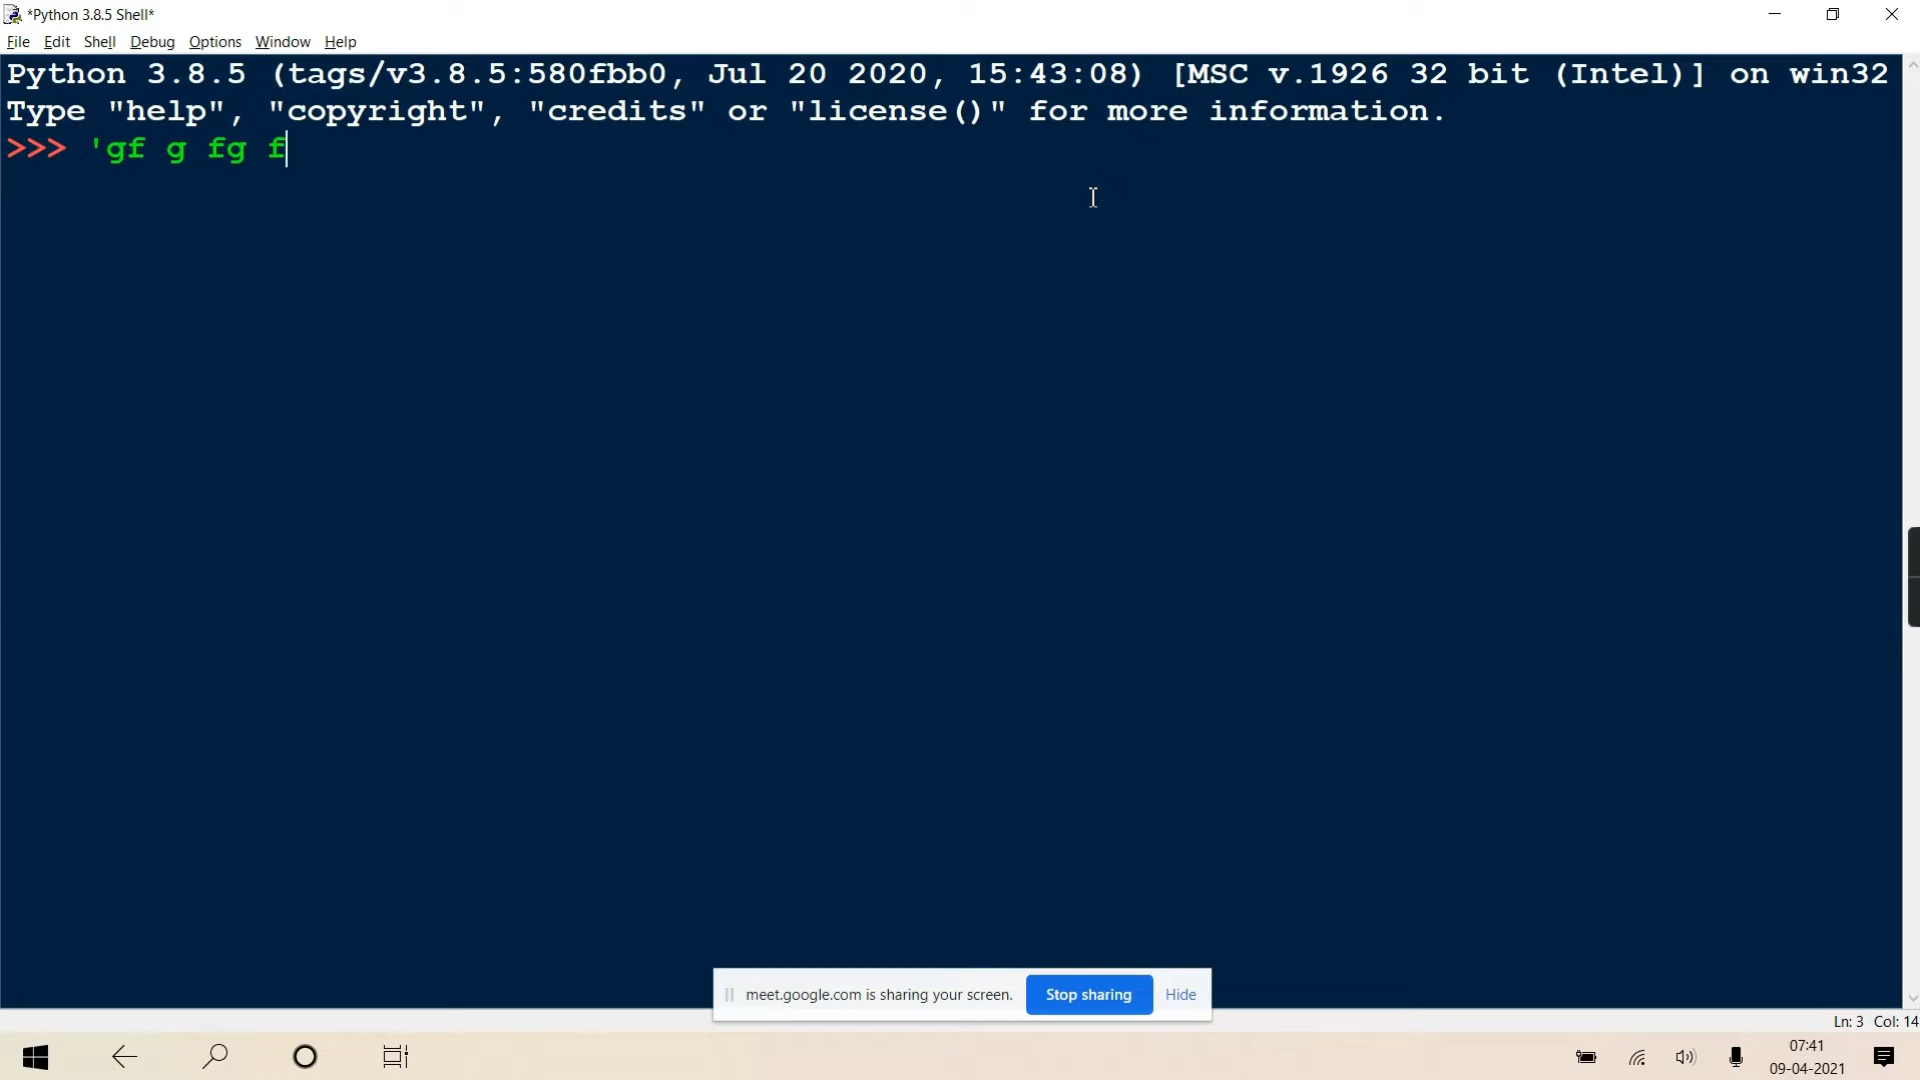 *Python 3.8.5 Shell*
File Edit Shell Debug Options Window Help
Python 3.8.5 (tags/v3.8.5:580fbb0, Jul 20 2020, 15:43:08) [MSC v.1926 32 bit (Intel)] on win32
Type "help", "copyright", "credits" or "license()" for more information.
>>> 'gf g fg f
meet.google.com is sharing your screen. Stop sharing Hide
Ln: 3 Col: 14
07:41
09-04-2021